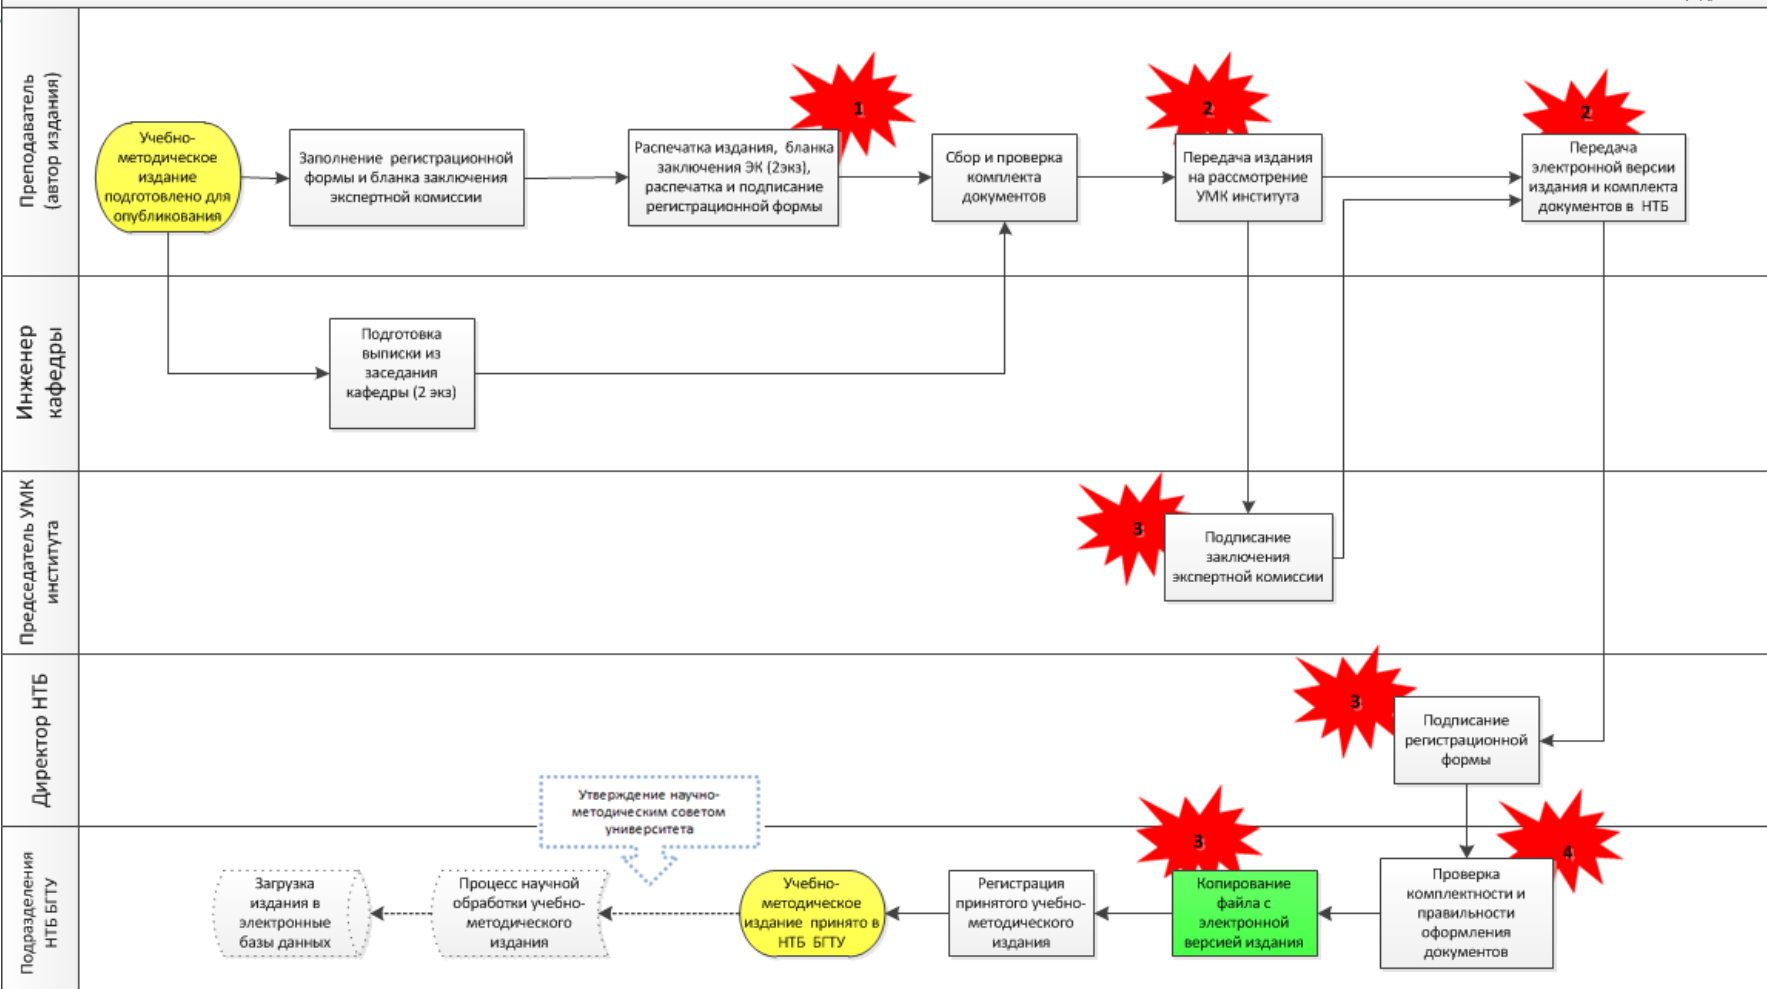 Преподаватель
(автор издания)
Учебно-
методическое
издание
подготовлено для
опубликования
Заполнение регистрационной
формы и бланка заключения
экспертной комиссии
1
Распечатка издания, бланка
заключения ЭК (2экз),
распечатка и подписание
регистрационной формы
Сбор и проверка
комплекта
документов
2
Передача издания
на рассмотрение
УМК института
2
Передача
электронной версии
издания и комплекта
документов в НТБ
Инженер
кафедры
Подготовка
выписки из
заседания
кафедры (2 экз)
Председатель УМК
института
3
Подписание
заключения
экспертной комиссии
Директор НТБ
3
Подписание
регистрационной
формы
Утверждение научно-
методическим советом
университета
Подразделения
НТБ БГТУ
Загрузка
издания в
электронные
базы данных
Процесс научной
обработки учебно-
методического
издания
Учебно-
методическое
издание принято в
НТБ БГТУ
Регистрация
принятого учебно-
методического
издания
3
Копирование
файла с
электронной
версией издания
4
Проверка
комплектности и
правильности
оформления
документов